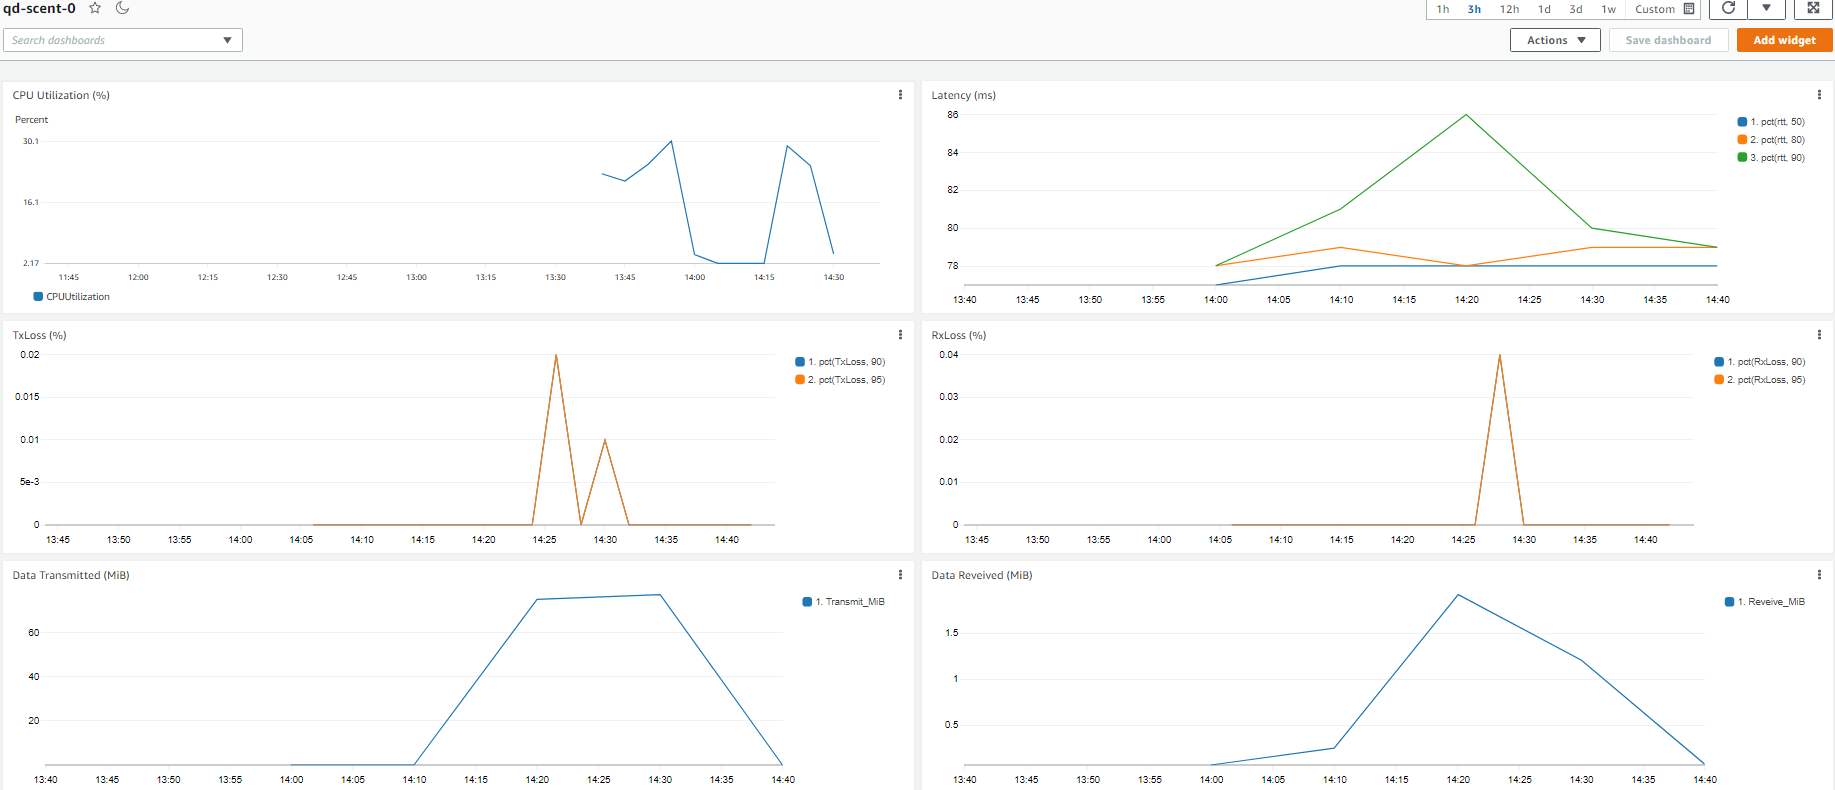 qd-scent-0
1h 3h 12h 1d 3d 1w Custom
Search dashboards
Actions Save dashboard Add widget
CPU Utilization (%)
Percent
30.1
16.1
2.17
11:45 12:00 12:15 12:30 12:45 13:00 13:15 13:30 13:45 14:00 14:15 14:30
CPUUtilization
Latency (ms)
86
84
82
80
78
13:40 13:45 13:50 13:55 14:00 14:05 14:10 14:15 14:20 14:25 14:30 14:35 14:40
1. pct(rtt, 50)
2. pct(rtt, 80)
3. pct(rtt, 90)
TxLoss (%)
0.02
0.015
0.01
5e-3
0
13:45 13:50 13:55 14:00 14:05 14:10 14:15 14:20 14:25 14:30 14:35 14:40
1. pct(TxLoss, 90)
2. pct(TxLoss, 95)
RxLoss (%)
0.04
0.03
0.02
0.01
0
13:45 13:50 13:55 14:00 14:05 14:10 14:15 14:20 14:25 14:30 14:35 14:40
1. pct(RxLoss, 90)
2. pct(RxLoss, 95)
Data Transmitted (MiB)
60
40
20
13:40 13:45 13:50 13:55 14:00 14:05 14:10 14:15 14:20 14:25 14:30 14:35 14:40
1. Transmit_MiB
Data Reveived (MiB)
1.5
1
0.5
13:40 13:45 13:50 13:55 14:00 14:05 14:10 14:15 14:20 14:25 14:30 14:35 14:40
1. Reveive_MiB